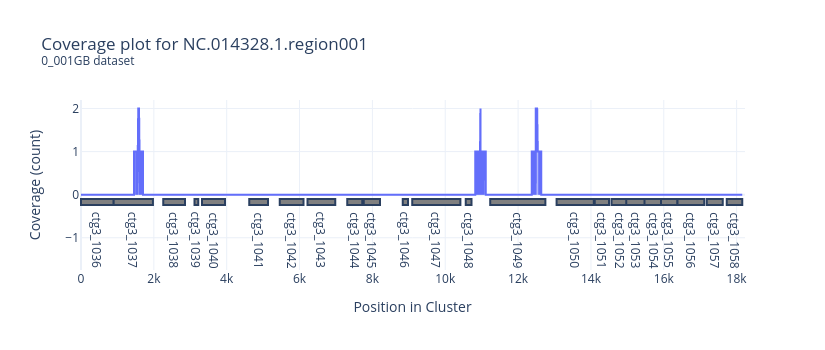 Coverage plot for NC.014328.1.region001
0_001GB dataset
Coverage (count)
2
1
0
−1
ctg3_1036
ctg3_1037
ctg3_1038
ctg3_1039
ctg3_1040
ctg3_1041
ctg3_1042
ctg3_1043
ctg3_1044
ctg3_1045
ctg3_1046
ctg3_1047
ctg3_1048
ctg3_1049
ctg3_1050
ctg3_1051
ctg3_1052
ctg3_1053
ctg3_1054
ctg3_1055
ctg3_1056
ctg3_1057
ctg3_1058
0
2k
4k
6k
8k
10k
12k
14k
16k
18k
Position in Cluster